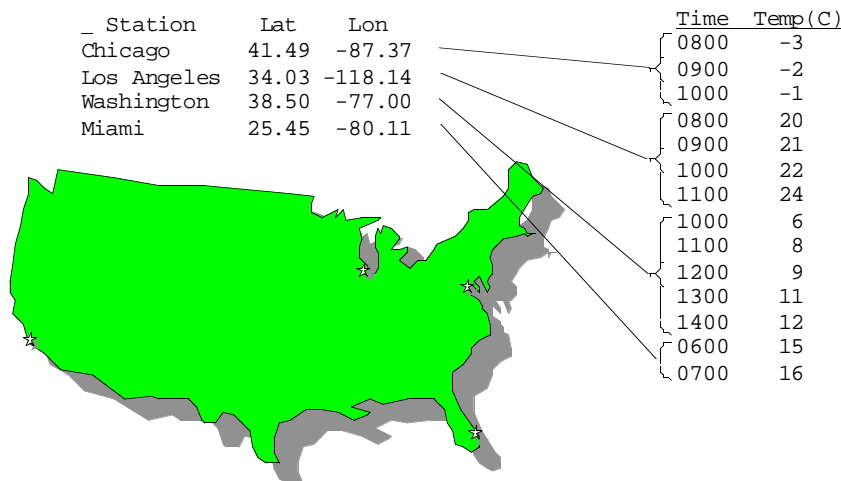 _ Station Lat Lon
Chicago 41.49 -87.37
Los Angeles 34.03 -118.14
Washington 38.50 -77.00
Miami 25.45 -80.11
Time Temp(C)
0800 -3
0900 -2
1000 -1
0800 20
0900 21
1000 22
1100 24
1000 6
1100 8
1200 9
1300 11
1400 12
0600 15
0700 16